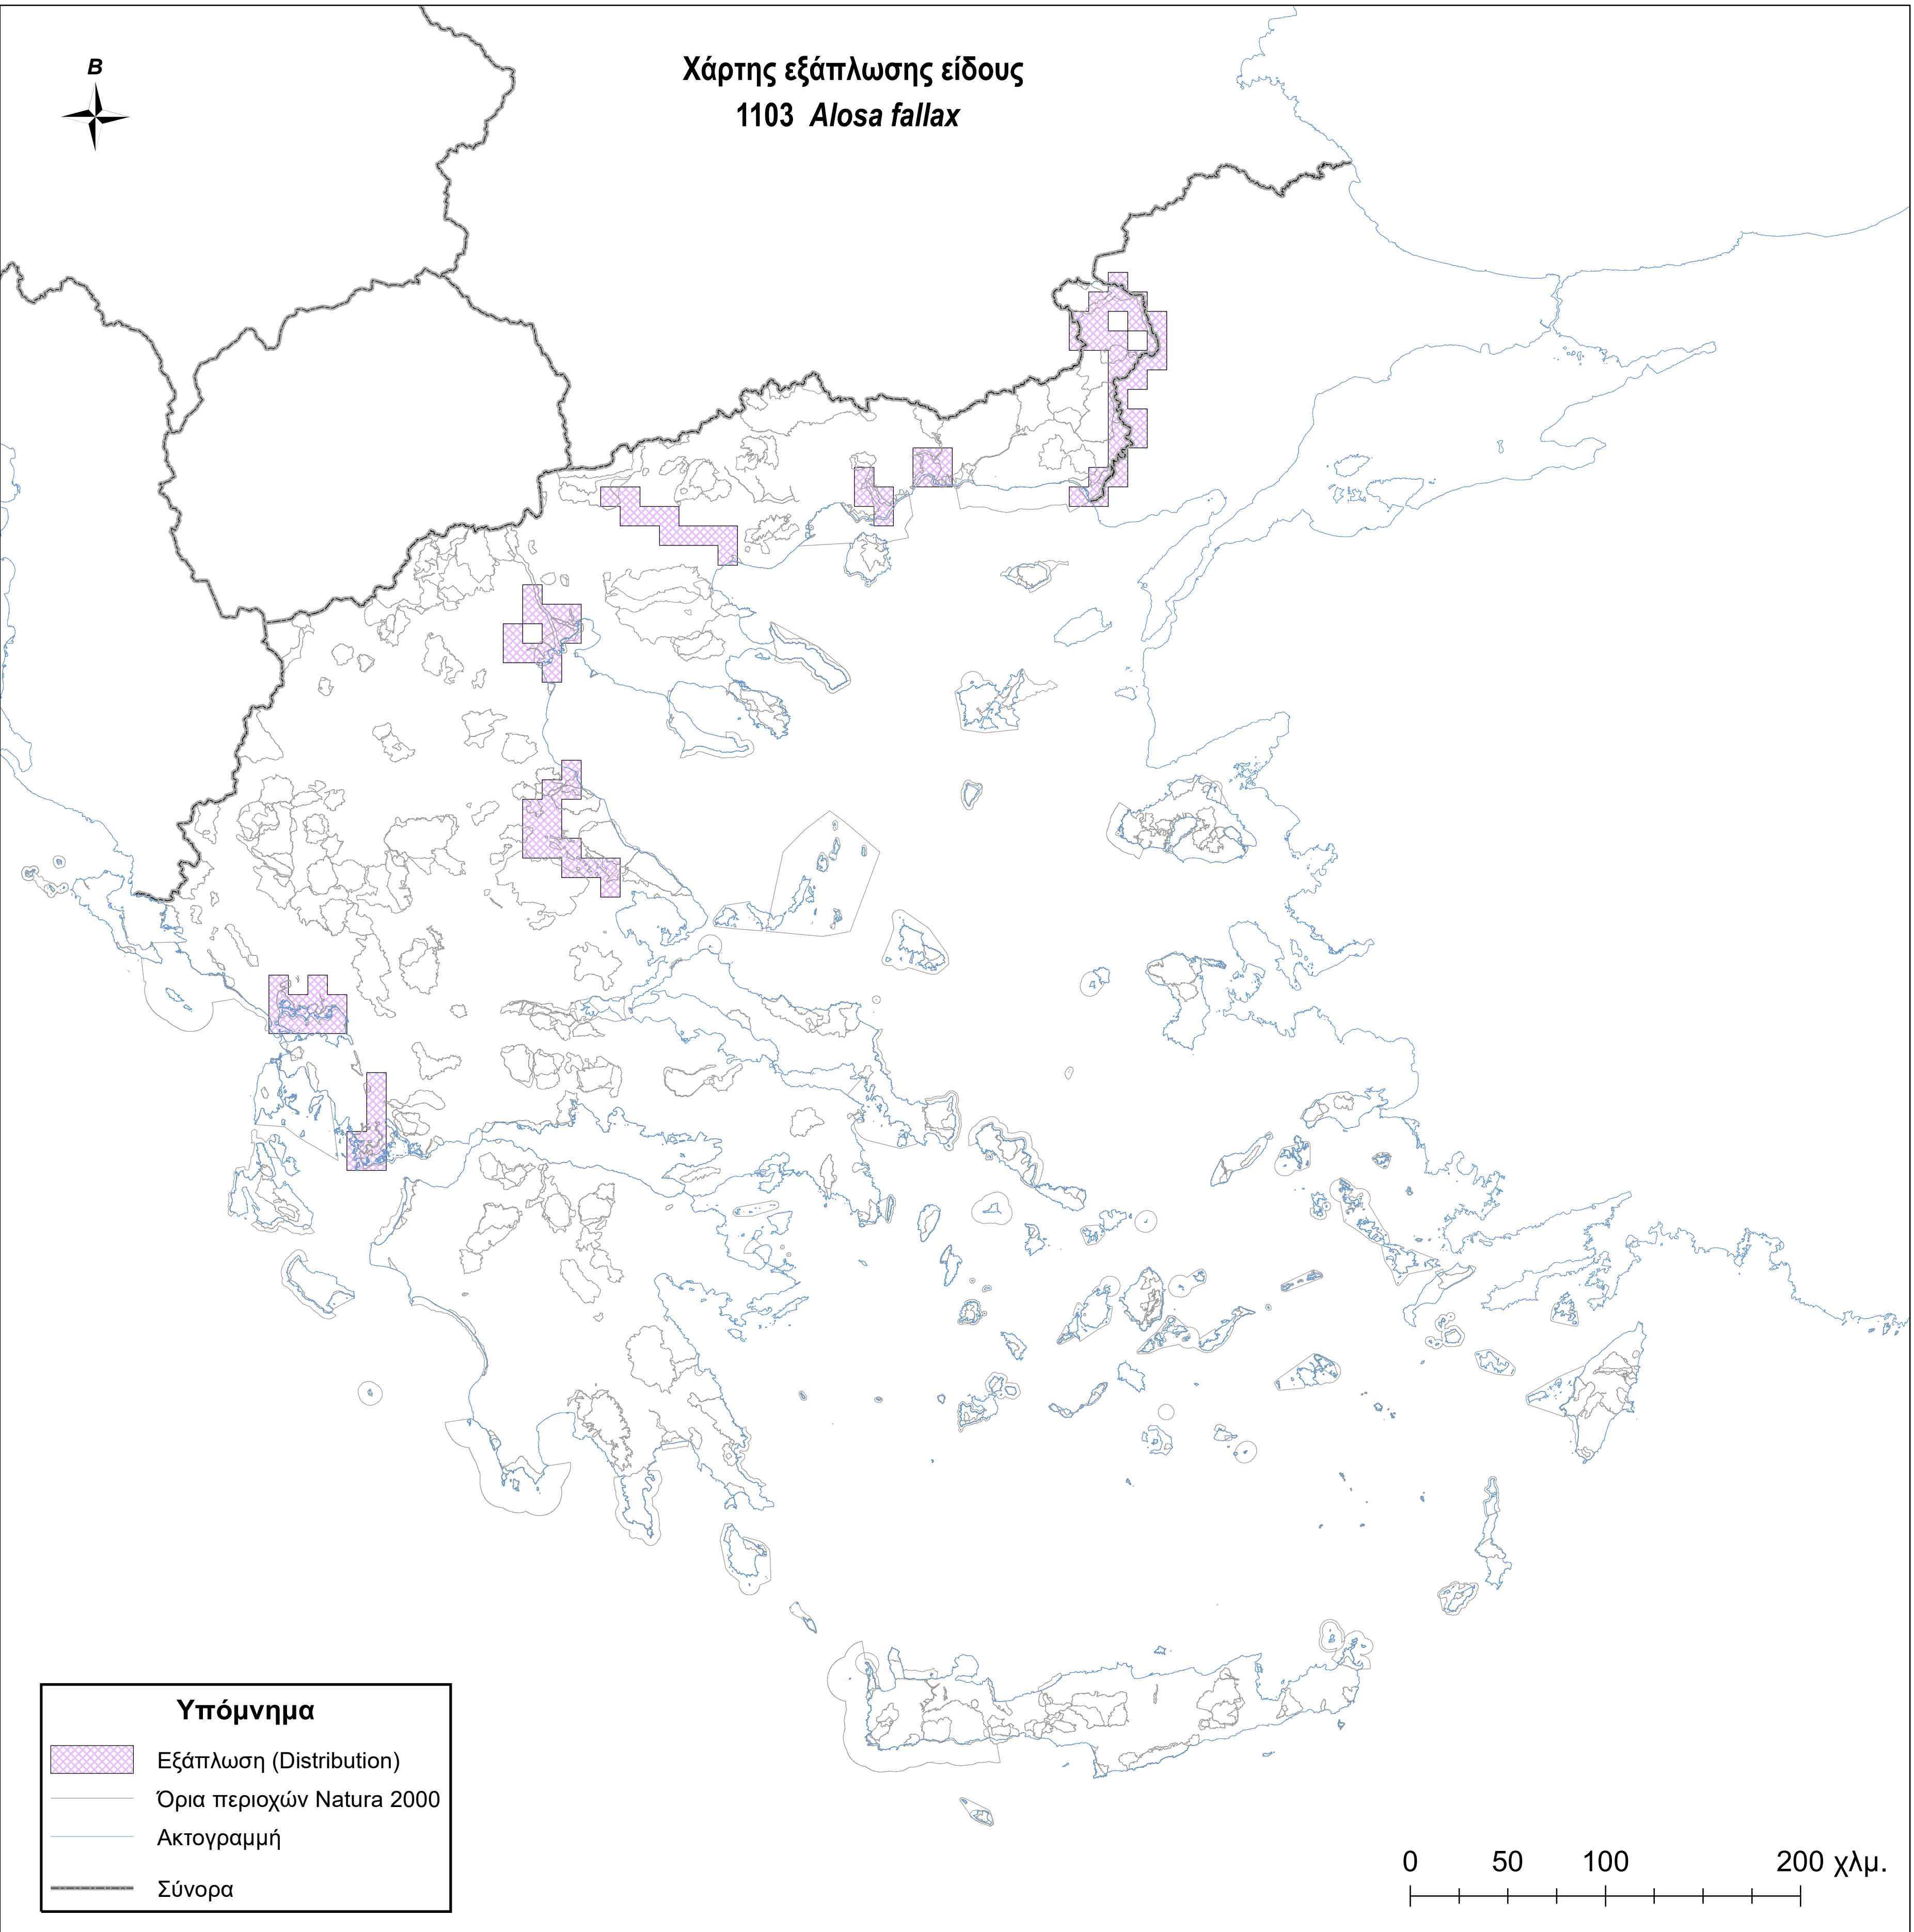 Χάρτης εξάπλωσης είδους
1103 Alosa fallax
Β
Υπόμνημα
Εξάπλωση (Distribution)
Όρια περιοχών Natura 2000
Ακτογραμμή
Σύνορα
0 50 100 200 χλμ.